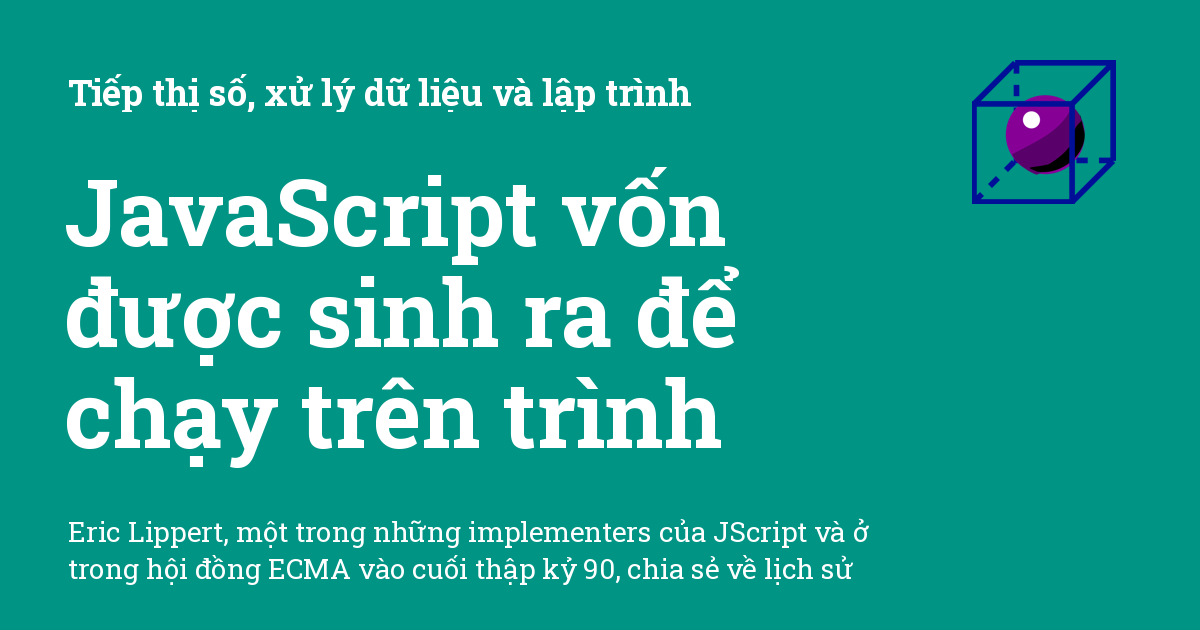 Tiếp thị số, xử lý dữ liệu và lập trình
JavaScript vốn
được sinh ra để
chạy trên trình
Eric Lippert, một trong những implementers của JScript và ở
trong hội đồng ECMA vào cuối thập kỷ 90, chia sẻ về lịch sử